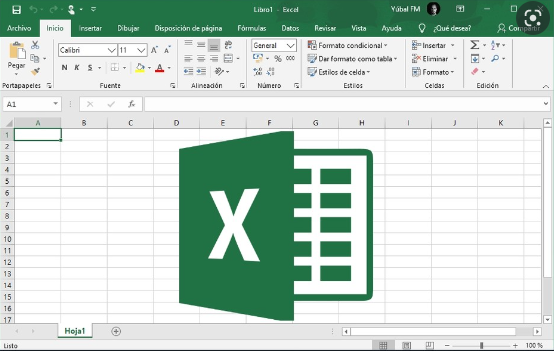 Libro1 - Excel
Yúbal FM
Archivo Inicio Insertar Dibujar Disposición de página Fórmulas Datos Revisar Vista Ayuda ¿Qué desea? Compartir
Pegar
Calibri 11
N K S
General
% 000
Formato condicional
Dar formato como tabla
Estilos de celda
Insertar
Eliminar
Formato
Portapapeles Fuente Alineación Número Estilos Celdas Edición
A1 fx
A B C D E F G H I J K
1
2
3
4
5
6
7
8
9
10
11
12
13
14
15
16
17
X
Hoja1
Listo 100 %